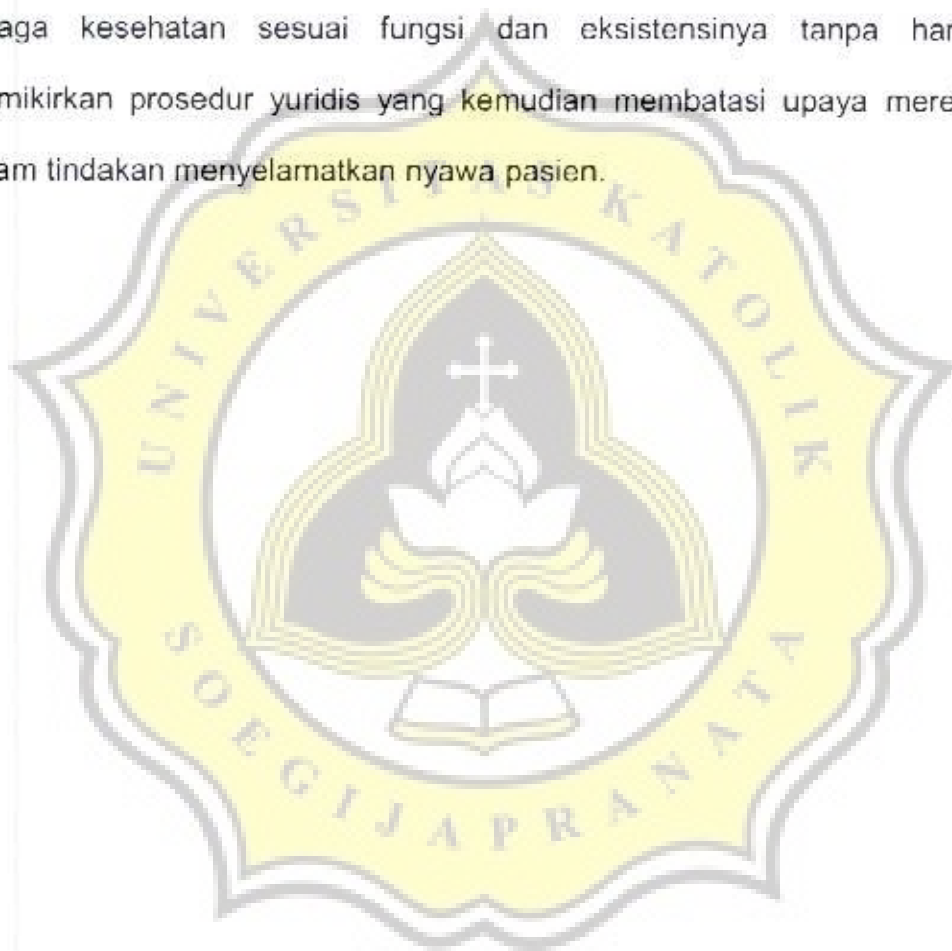 aga kesehatan sesuai fungsi dan eksistensinya tanpa har
mikirkan prosedur yuridis yang kemudian membatasi upaya mere
am tindakan menyelamatkan nyawa pasien.
UNIVERSITAS KATOLIK
SOEGIJAPRANATA